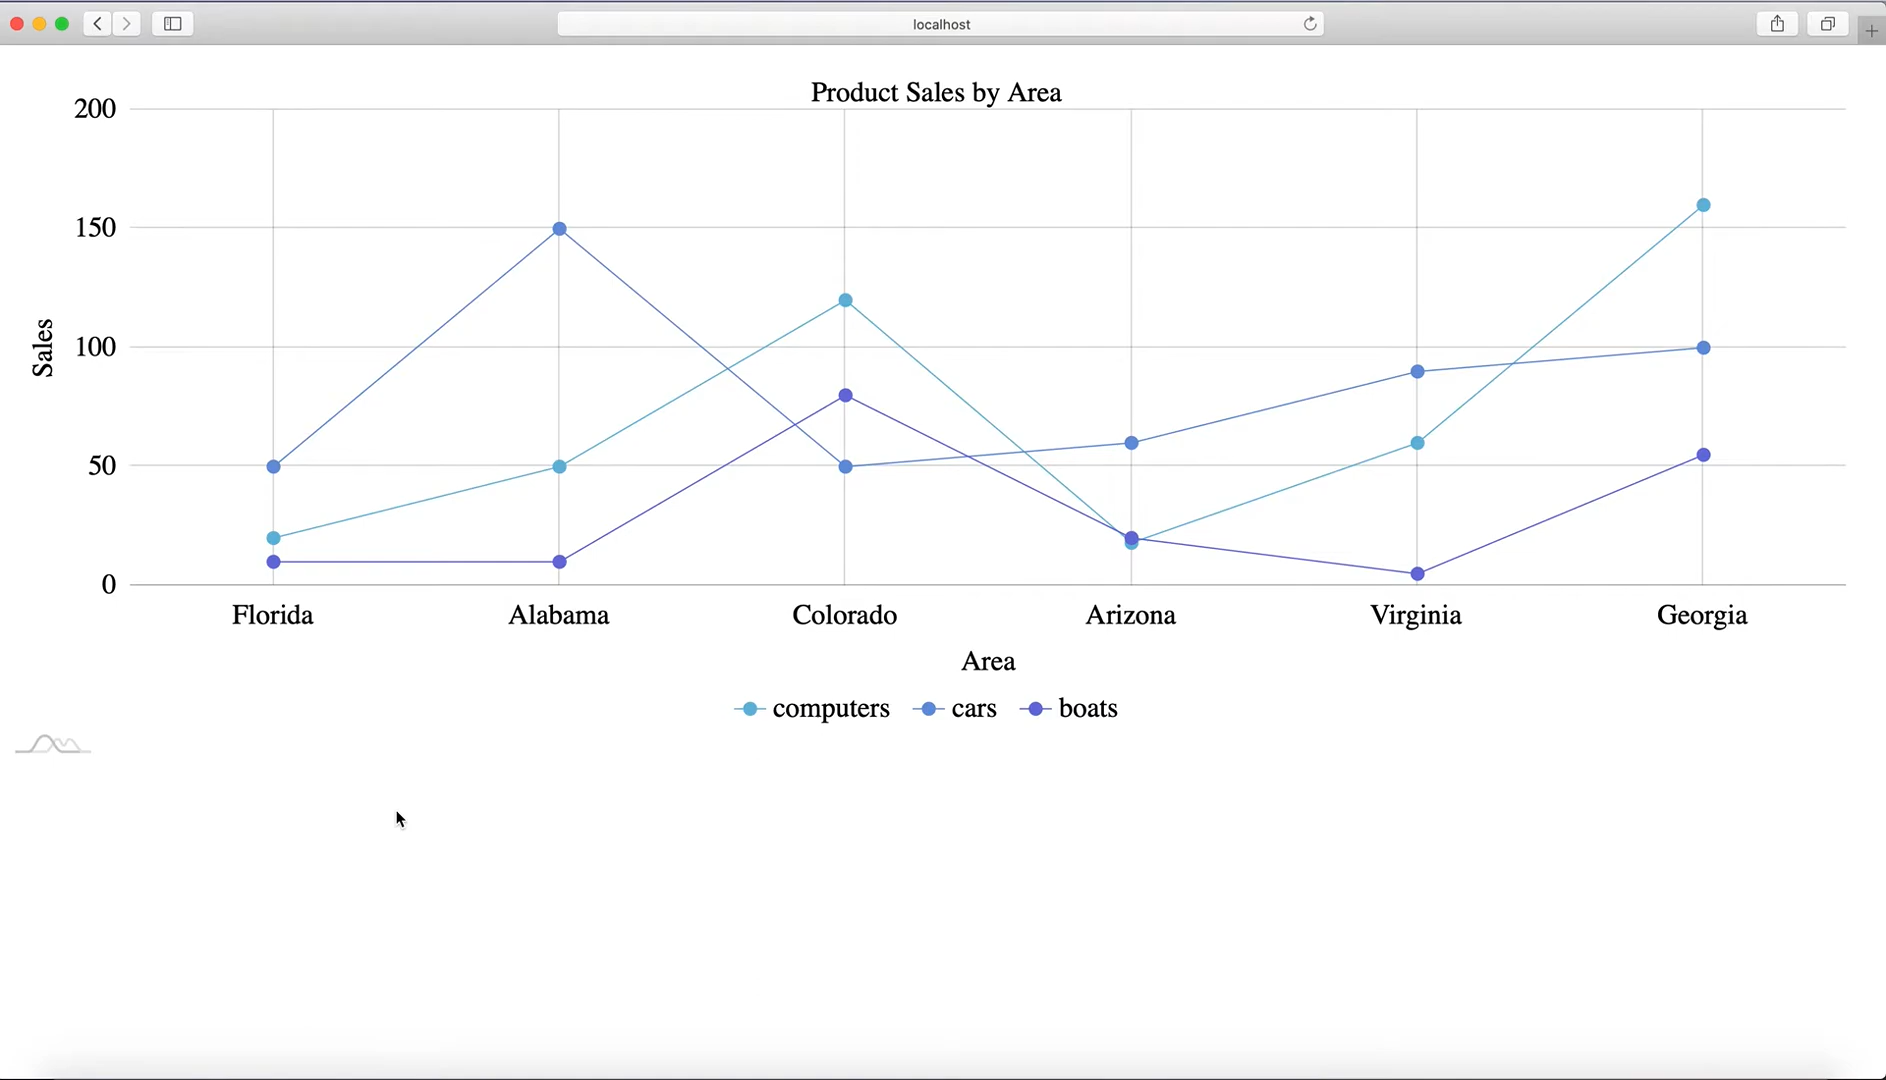 localhost
Product Sales by Area
200
150
100
50
0
Sales
Florida Alabama Colorado Arizona Virginia Georgia
Area
computers cars boats